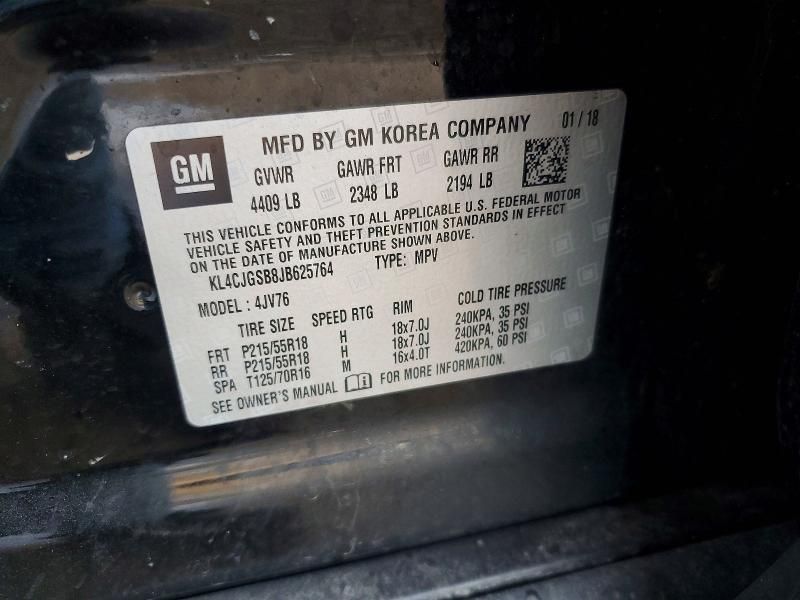 GM
MFD BY GM KOREA COMPANY 01 / 18
GVWR GAWR FRT GAWR RR
4409 LB 2348 LB 2194 LB
THIS VEHICLE CONFORMS TO ALL APPLICABLE U.S. FEDERAL MOTOR
VEHICLE SAFETY AND THEFT PREVENTION STANDARDS IN EFFECT
ON THE DATE OF MANUFACTURE SHOWN ABOVE.
KL4CJGSB8JB625764 TYPE: MPV
MODEL : 4JV76
TIRE SIZE SPEED RTG RIM COLD TIRE PRESSURE
FRT P215/55R18 H 18x7.0J 240KPA, 35 PSI
RR P215/55R18 H 18x7.0J 240KPA, 35 PSI
SPA T125/70R16 M 16x4.0T 420KPA, 60 PSI
SEE OWNER'S MANUAL FOR MORE INFORMATION.